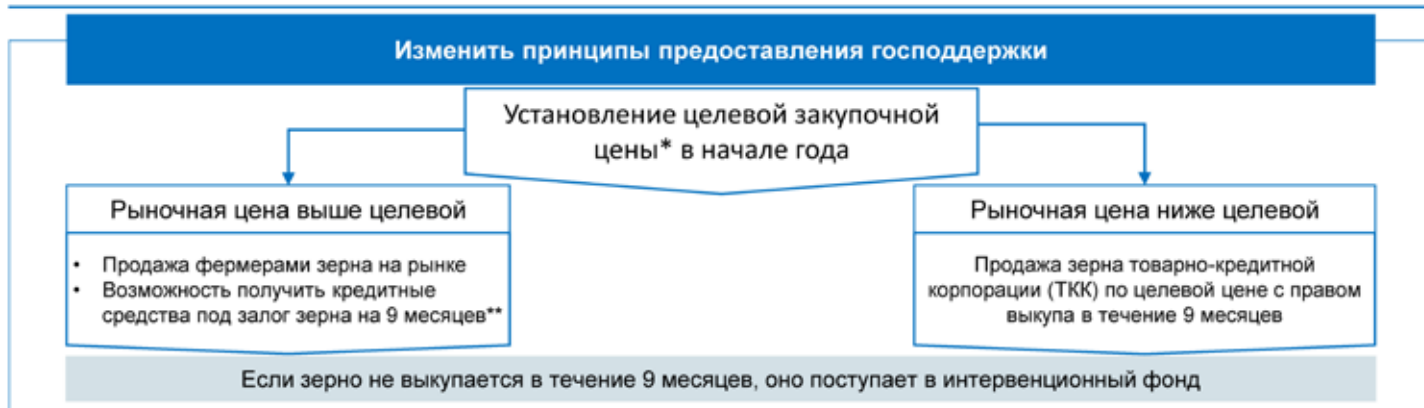 Изменить принципы предоставления господдержки
Установление целевой закупочной
цены* в начале года
Рыночная цена выше целевой
• Продажа фермерами зерна на рынке
• Возможность получить кредитные
средства под залог зерна на 9 месяцев**
Рыночная цена ниже целевой
Продажа зерна товарно-кредитной
корпорации (ТКК) по целевой цене с правом
выкупа в течение 9 месяцев
Если зерно не выкупается в течение 9 месяцев, оно поступает в интервенционный фонд